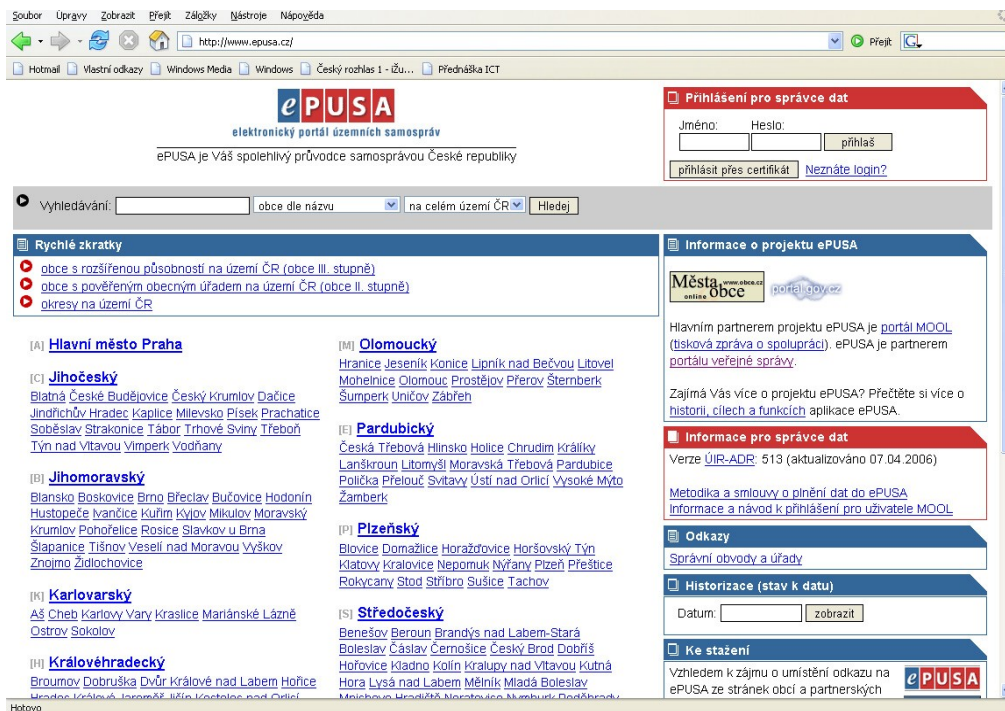 Soubor Úpravy Zobrazit Přejít Záložky Nástroje Nápověda
http://www.epusa.cz/ Přejít G
Hotmail Vlastní odkazy Windows Media Windows Český rozhlas 1 - iŽu... Přednáška ICT
ePUSA
elektronický portál územních samospráv
ePUSA je Váš spolehlivý průvodce samosprávou České republiky
Přihlášení pro správce dat
Jméno: Heslo:
přihlaš
přihlásit přes certifikát Neznáte login?
Vyhledávání: obce dle názvu na celém území ČR Hledej
Rychlé zkratky
obce s rozšířenou působností na území ČR (obce III. stupně)
obce s pověřeným obecným úřadem na území ČR (obce II. stupně)
okresy na území ČR
[A] Hlavní město Praha
[C] Jihočeský
Blatná České Budějovice Český Krumlov Dačice
Jindřichův Hradec Kaplice Milevsko Písek Prachatice
Soběslav Strakonice Tábor Trhové Sviny Třeboň
Týn nad Vltavou Vimperk Vodňany
[B] Jihomoravský
Blansko Boskovice Brno Břeclav Bučovice Hodonín
Hustopeče Ivančice Kuřim Kyjov Mikulov Moravský
Krumlov Pohořelice Rosice Slavkov u Brna
Šlapanice Tišnov Veselí nad Moravou Vyškov
Znojmo Židlochovice
[K] Karlovarský
Aš Cheb Karlovy Vary Kraslice Mariánské Lázně
Ostrov Sokolov
[H] Královéhradecký
Broumov Dobruška Dvůr Králové nad Labem Hořice
Hradec Králové Jaroměř Jičín Kostelec nad Orlicí
[M] Olomoucký
Hranice Jeseník Konice Lipník nad Bečvou Litovel
Mohelnice Olomouc Prostějov Přerov Šternberk
Šumperk Uničov Zábřeh
[E] Pardubický
Česká Třebová Hlinsko Holice Chrudim Králíky
Lanškroun Litomyšl Moravská Třebová Pardubice
Polička Přelouč Svitavy Ústí nad Orlicí Vysoké Mýto
Žamberk
[P] Plzeňský
Blovice Domažlice Horažďovice Horšovský Týn
Klatovy Kralovice Nepomuk Nýřany Plzeň Přeštice
Rokycany Stod Stříbro Sušice Tachov
[S] Středočeský
Benešov Beroun Brandýs nad Labem-Stará
Boleslav Čáslav Černošice Český Brod Dobříš
Hořovice Kladno Kolín Kralupy nad Vltavou Kutná
Hora Lysá nad Labem Mělník Mladá Boleslav
Mnichovo Hradiště Neratovice Nymburk Poděbrady
Informace o projektu ePUSA
Města www.obce.cz
online obce
portal.gov.cz
Hlavním partnerem projektu ePUSA je portál MOOL
(tisková zpráva o spolupráci). ePUSA je partnerem
portálu veřejné správy.
Zajímá Vás více o projektu ePUSA? Přečtěte si více o
historii, cílech a funkcích aplikace ePUSA.
Informace pro správce dat
Verze ÚIR-ADR: 513 (aktualizováno 07.04.2006)
Metodika a smlouvy o plnění dat do ePUSA
Informace a návod k přihlášení pro uživatele MOOL
Odkazy
Správní obvody a úřady
Historizace (stav k datu)
Datum: zobrazit
Ke stažení
Vzhledem k zájmu o umístění odkazu na
ePUSA ze stránek obcí a partnerských
ePUSA
Hotovo